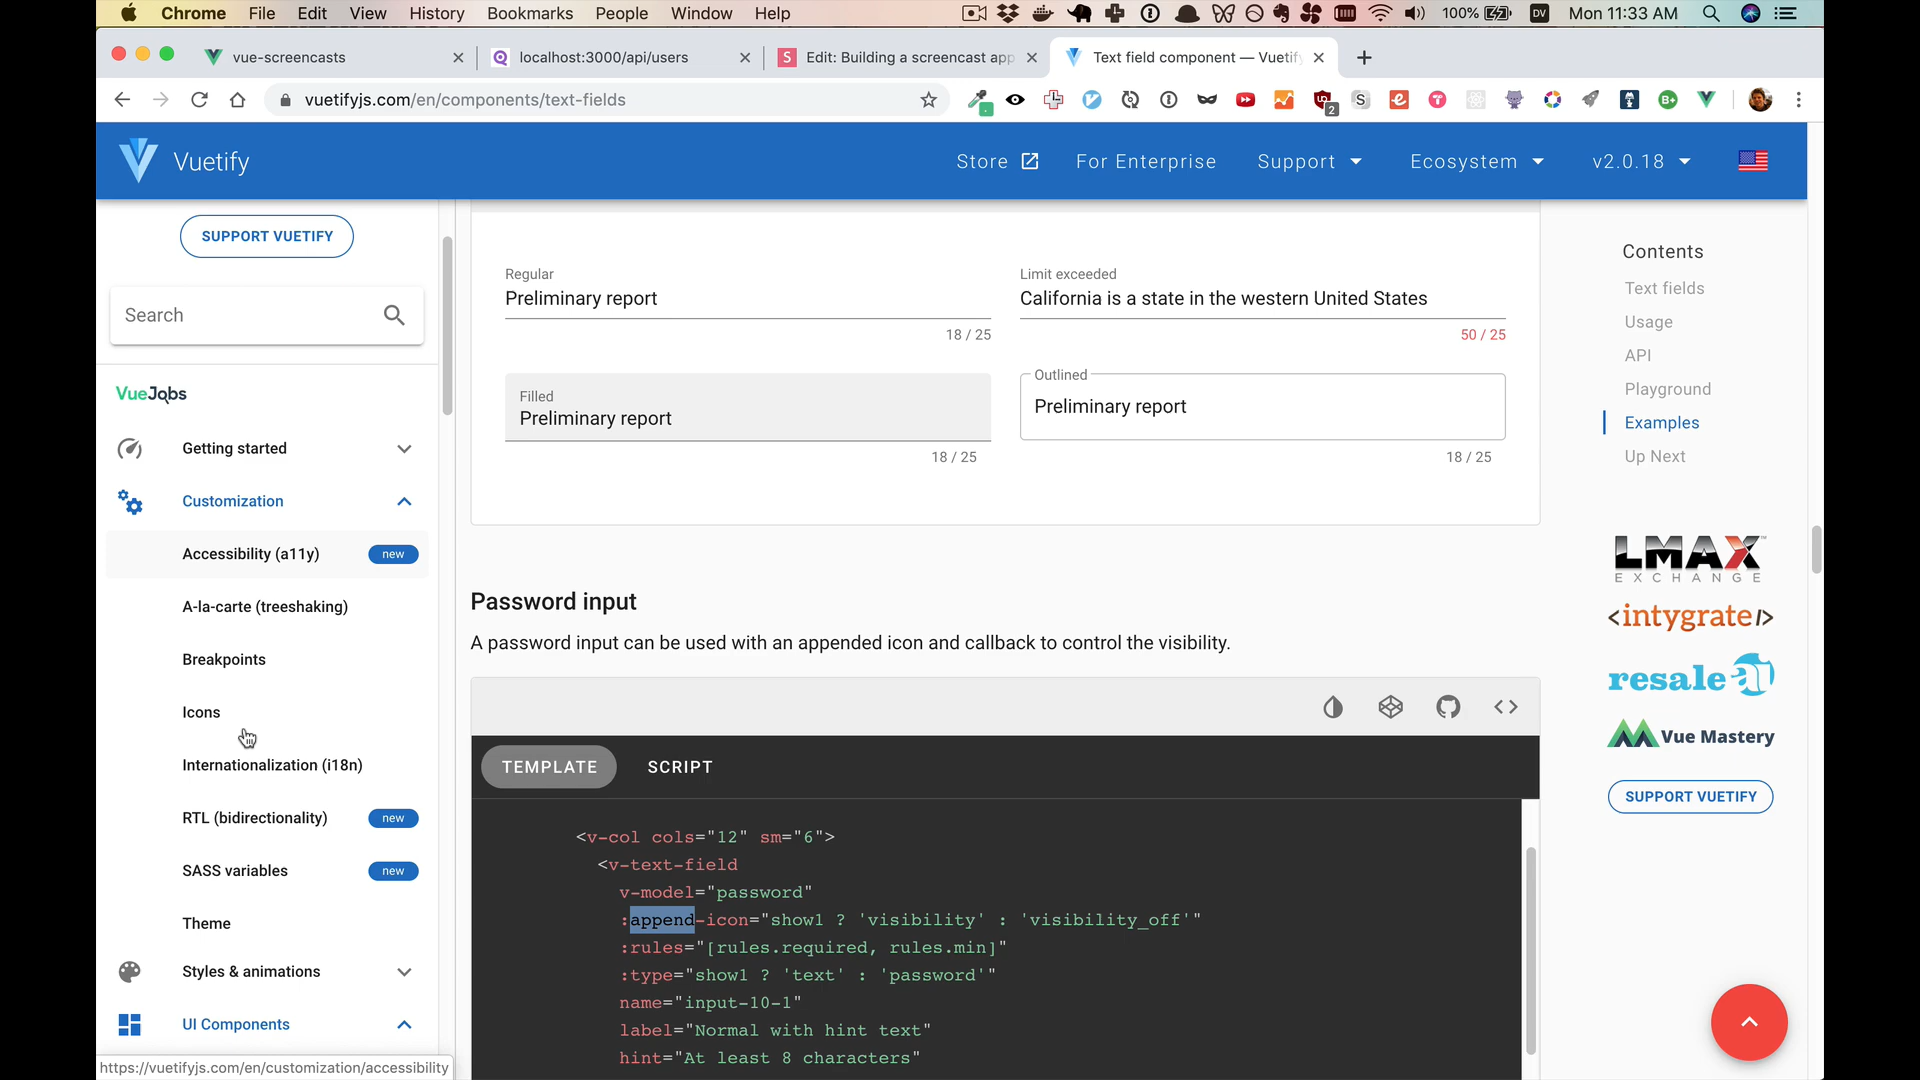 Chrome File Edit View History Bookmarks People Window Help 100% DV Mon 11:33 AM
vue-screencasts localhost:3000/api/users Edit: Building a screencast app Text field component — Vuetify
vuetifyjs.com/en/components/text-fields
Vuetify Store For Enterprise Support Ecosystem v2.0.18
SUPPORT VUETIFY
Search
VueJobs
Getting started
Customization
Accessibility (a11y) new
A-la-carte (treeshaking)
Breakpoints
Icons
Internationalization (i18n)
RTL (bidirectionality) new
SASS variables new
Theme
Styles & animations
UI Components
https://vuetifyjs.com/en/customization/accessibility
Regular
Preliminary report
18 / 25
Limit exceeded
California is a state in the western United States
50 / 25
Filled
Preliminary report
18 / 25
Outlined
Preliminary report
18 / 25
Password input
A password input can be used with an appended icon and callback to control the visibility.
TEMPLATE SCRIPT
<v-col cols="12" sm="6">
<v-text-field
v-model="password"
:append-icon="show1 ? 'visibility' : 'visibility_off'"
:rules="[rules.required, rules.min]"
:type="show1 ? 'text' : 'password'"
name="input-10-1"
label="Normal with hint text"
hint="At least 8 characters"
Contents
Text fields
Usage
API
Playground
Examples
Up Next
LMAX
EXCHANGE
<intygrate/>
resale ai
Vue Mastery
SUPPORT VUETIFY